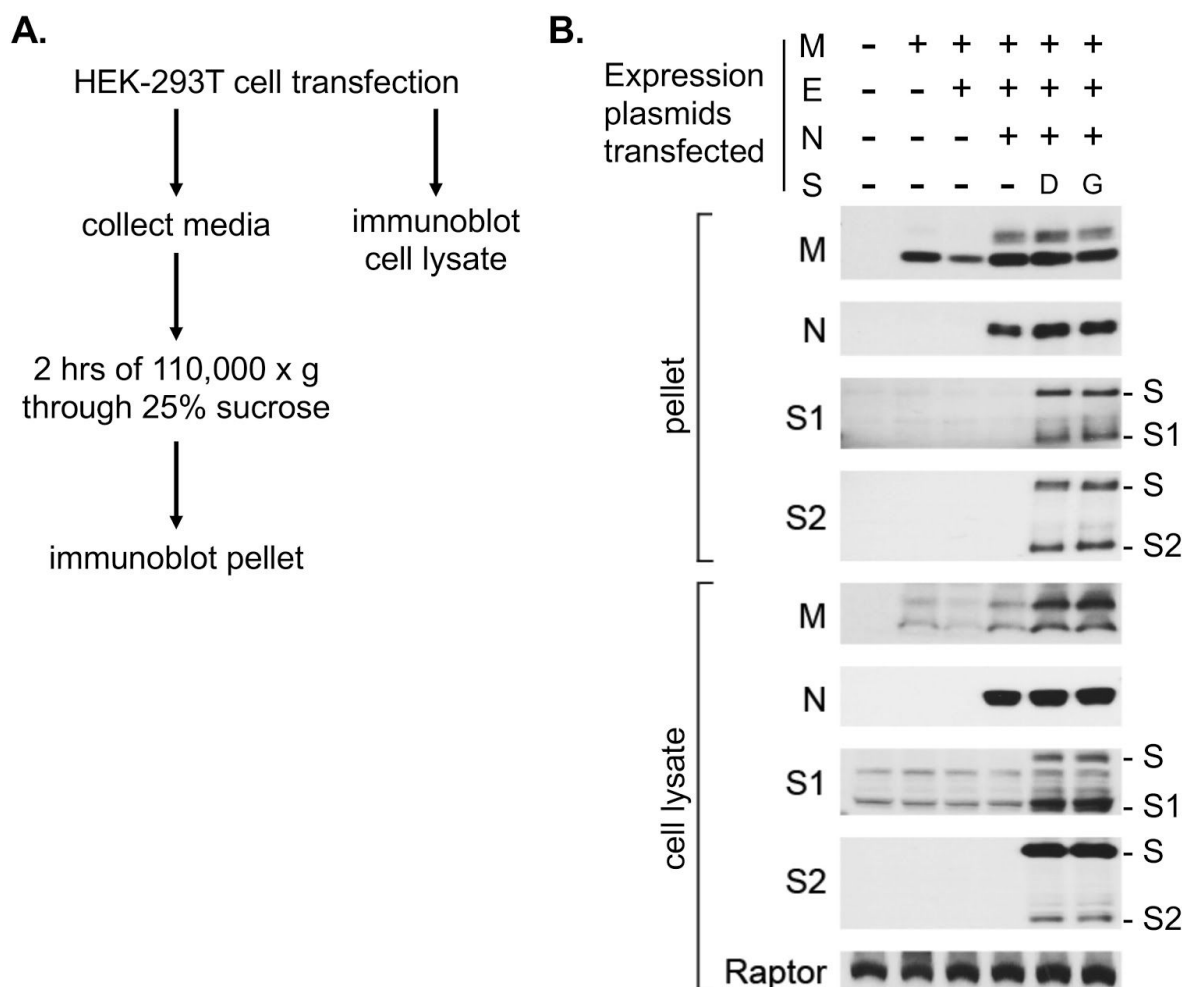 A.
HEK-293T cell transfection
collect media
immunoblot
cell lysate
2 hrs of 110,000 x g
through 25% sucrose
immunoblot pellet
B.
Expression
plasmids
transfected
M - + + + + +
E - - + + + +
N - - - + + +
S - - - - D G
pellet
M
N
S1 - S
- S1
S2 - S
- S2
cell lysate
M
N
S1 - S
- S1
S2 - S
- S2
Raptor